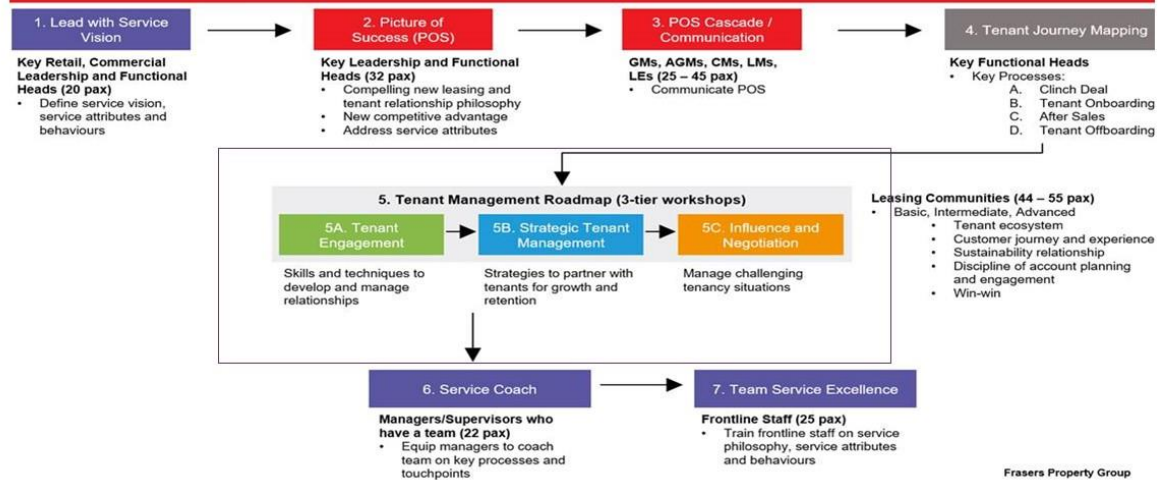 1. Lead with Service
Vision
2. Picture of
Success (POS)
3. POS Cascade /
Communication
4. Tenant Journey Mapping
Key Retail, Commercial
Leadership and Functional
Heads (20 pax)
• Define service vision,
service attributes and
behaviours
Key Leadership and Functional
Heads (32 pax)
• Compelling new leasing and
tenant relationship philosophy
• New competitive advantage
• Address service attributes
GMs, AGMs, CMs, LMs,
LEs (25 – 45 pax)
• Communicate POS
Key Functional Heads
• Key Processes:
A. Clinch Deal
B. Tenant Onboarding
C. After Sales
D. Tenant Offboarding
5. Tenant Management Roadmap (3-tier workshops)
5A. Tenant
Engagement
5B. Strategic Tenant
Management
5C. Influence and
Negotiation
Skills and techniques to
develop and manage
relationships
Strategies to partner with
tenants for growth and
retention
Manage challenging
tenancy situations
Leasing Communities (44 – 55 pax)
• Basic, Intermediate, Advanced
• Tenant ecosystem
• Customer journey and experience
• Sustainability relationship
• Discipline of account planning
and engagement
• Win-win
6. Service Coach
7. Team Service Excellence
Managers/Supervisors who
have a team (22 pax)
• Equip managers to coach
team on key processes and
touchpoints
Frontline Staff (25 pax)
• Train frontline staff on service
philosophy, service attributes
and behaviours
Frasers Property Group